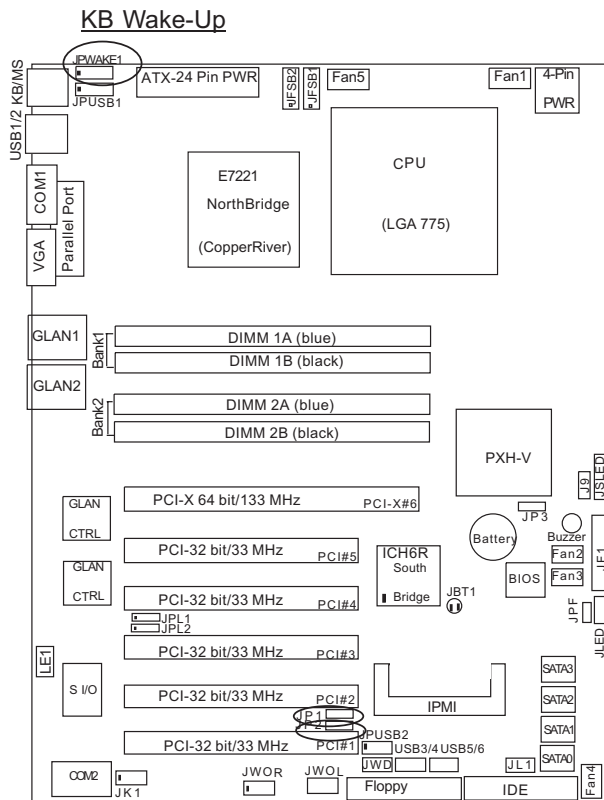 KB Wake-Up
JPWAKE1
JPUSB1
KB/MS
USB1/2
ATX-24 Pin PWR
JFSB2
JFSB1
Fan5
Fan1
4-Pin
PWR
COM1
VGA
Parallel Port
E7221
NorthBridge
(CopperRiver)
CPU
(LGA 775)
GLAN1
GLAN2
Bank1
Bank2
DIMM 1A (blue)
DIMM 1B (black)
DIMM 2A (blue)
DIMM 2B (black)
PXH-V
J9
JSLED
JP3
GLAN
CTRL
PCI-X 64 bit/133 MHz
PCI-X#6
Battery
Buzzer
Fan2
Fan3
JF1
PCI-32 bit/33 MHz
PCI#5
ICH6R
South
Bridge
BIOS
GLAN
CTRL
PCI-32 bit/33 MHz
PCI#4
JBT1
JPF
JLED
JPL1
JPL2
LE1
PCI-32 bit/33 MHz
PCI#3
S I/O
PCI-32 bit/33 MHz
PCI#2
IPMI
SATA3
SATA2
SATA1
SATA0
JP1
JP2
PCI-32 bit/33 MHz
PCI#1
JPUSB2
USB3/4
USB5/6
JWD
JL1
COM2
JK1
JWOR
JWOL
Floppy
IDE
Fan4